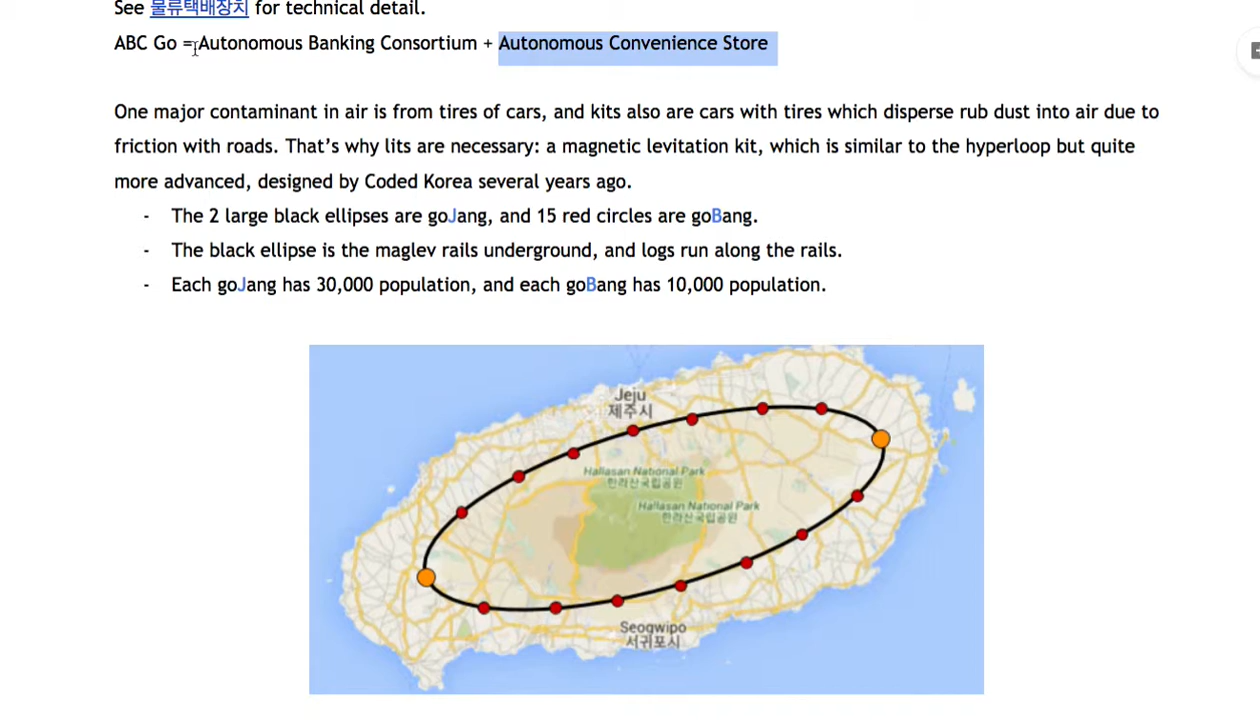 See 물류택배장치 for technical detail.
ABC Go = Autonomous Banking Consortium + Autonomous Convenience Store
One major contaminant in air is from tires of cars, and kits also are cars with tires which disperse rub dust into air due to
friction with roads. That's why lits are necessary: a magnetic levitation kit, which is similar to the hyperloop but quite
more advanced, designed by Coded Korea several years ago.
- The 2 large black ellipses are goJang, and 15 red circles are goBang.
- The black ellipse is the maglev rails underground, and logs run along the rails.
- Each goJang has 30,000 population, and each goBang has 10,000 population.
Jeju
제주시
Hallasan National Park
한라산국립공원
Hallasan National Park
한라산국립공원
Seogwipo
서귀포시